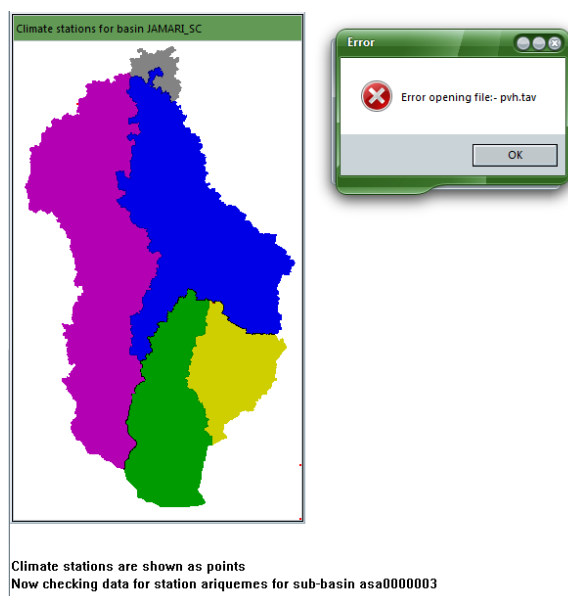 Climate stations for basin JAMARI_SC
Error
Error opening file:- pvh.tav
OK
Climate stations are shown as points
Now checking data for station ariquemes for sub-basin asa0000003